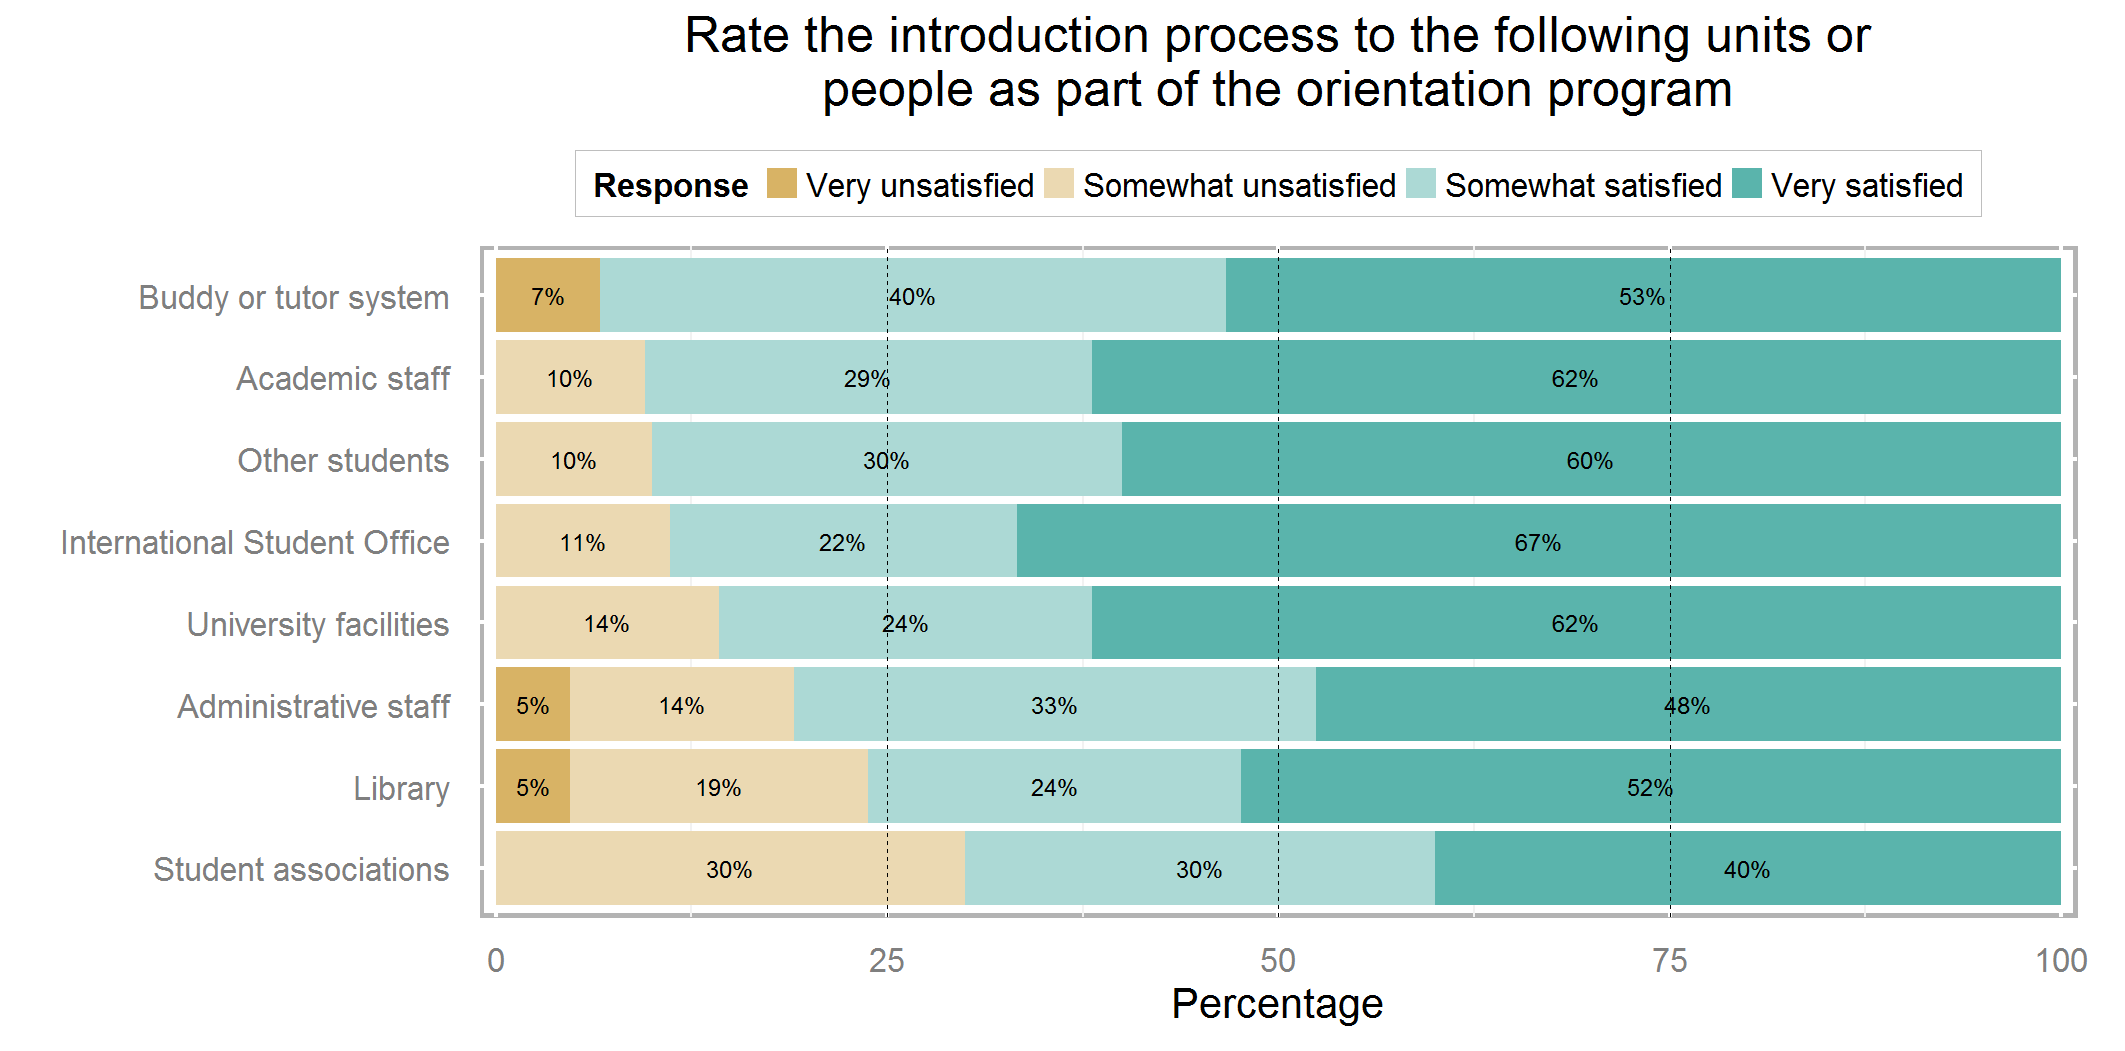 Rate the introduction process to the following units or
people as part of the orientation program
Response Very unsatisfied Somewhat unsatisfied Somewhat satisfied Very satisfied
Buddy or tutor system 7% 40% 53%
Academic staff 10% 29% 62%
Other students 10% 30% 60%
International Student Office 11% 22% 67%
University facilities 14% 24% 62%
Administrative staff 5% 14% 33% 48%
Library 5% 19% 24% 52%
Student associations 30% 30% 40%
0 25 50 75 100
Percentage